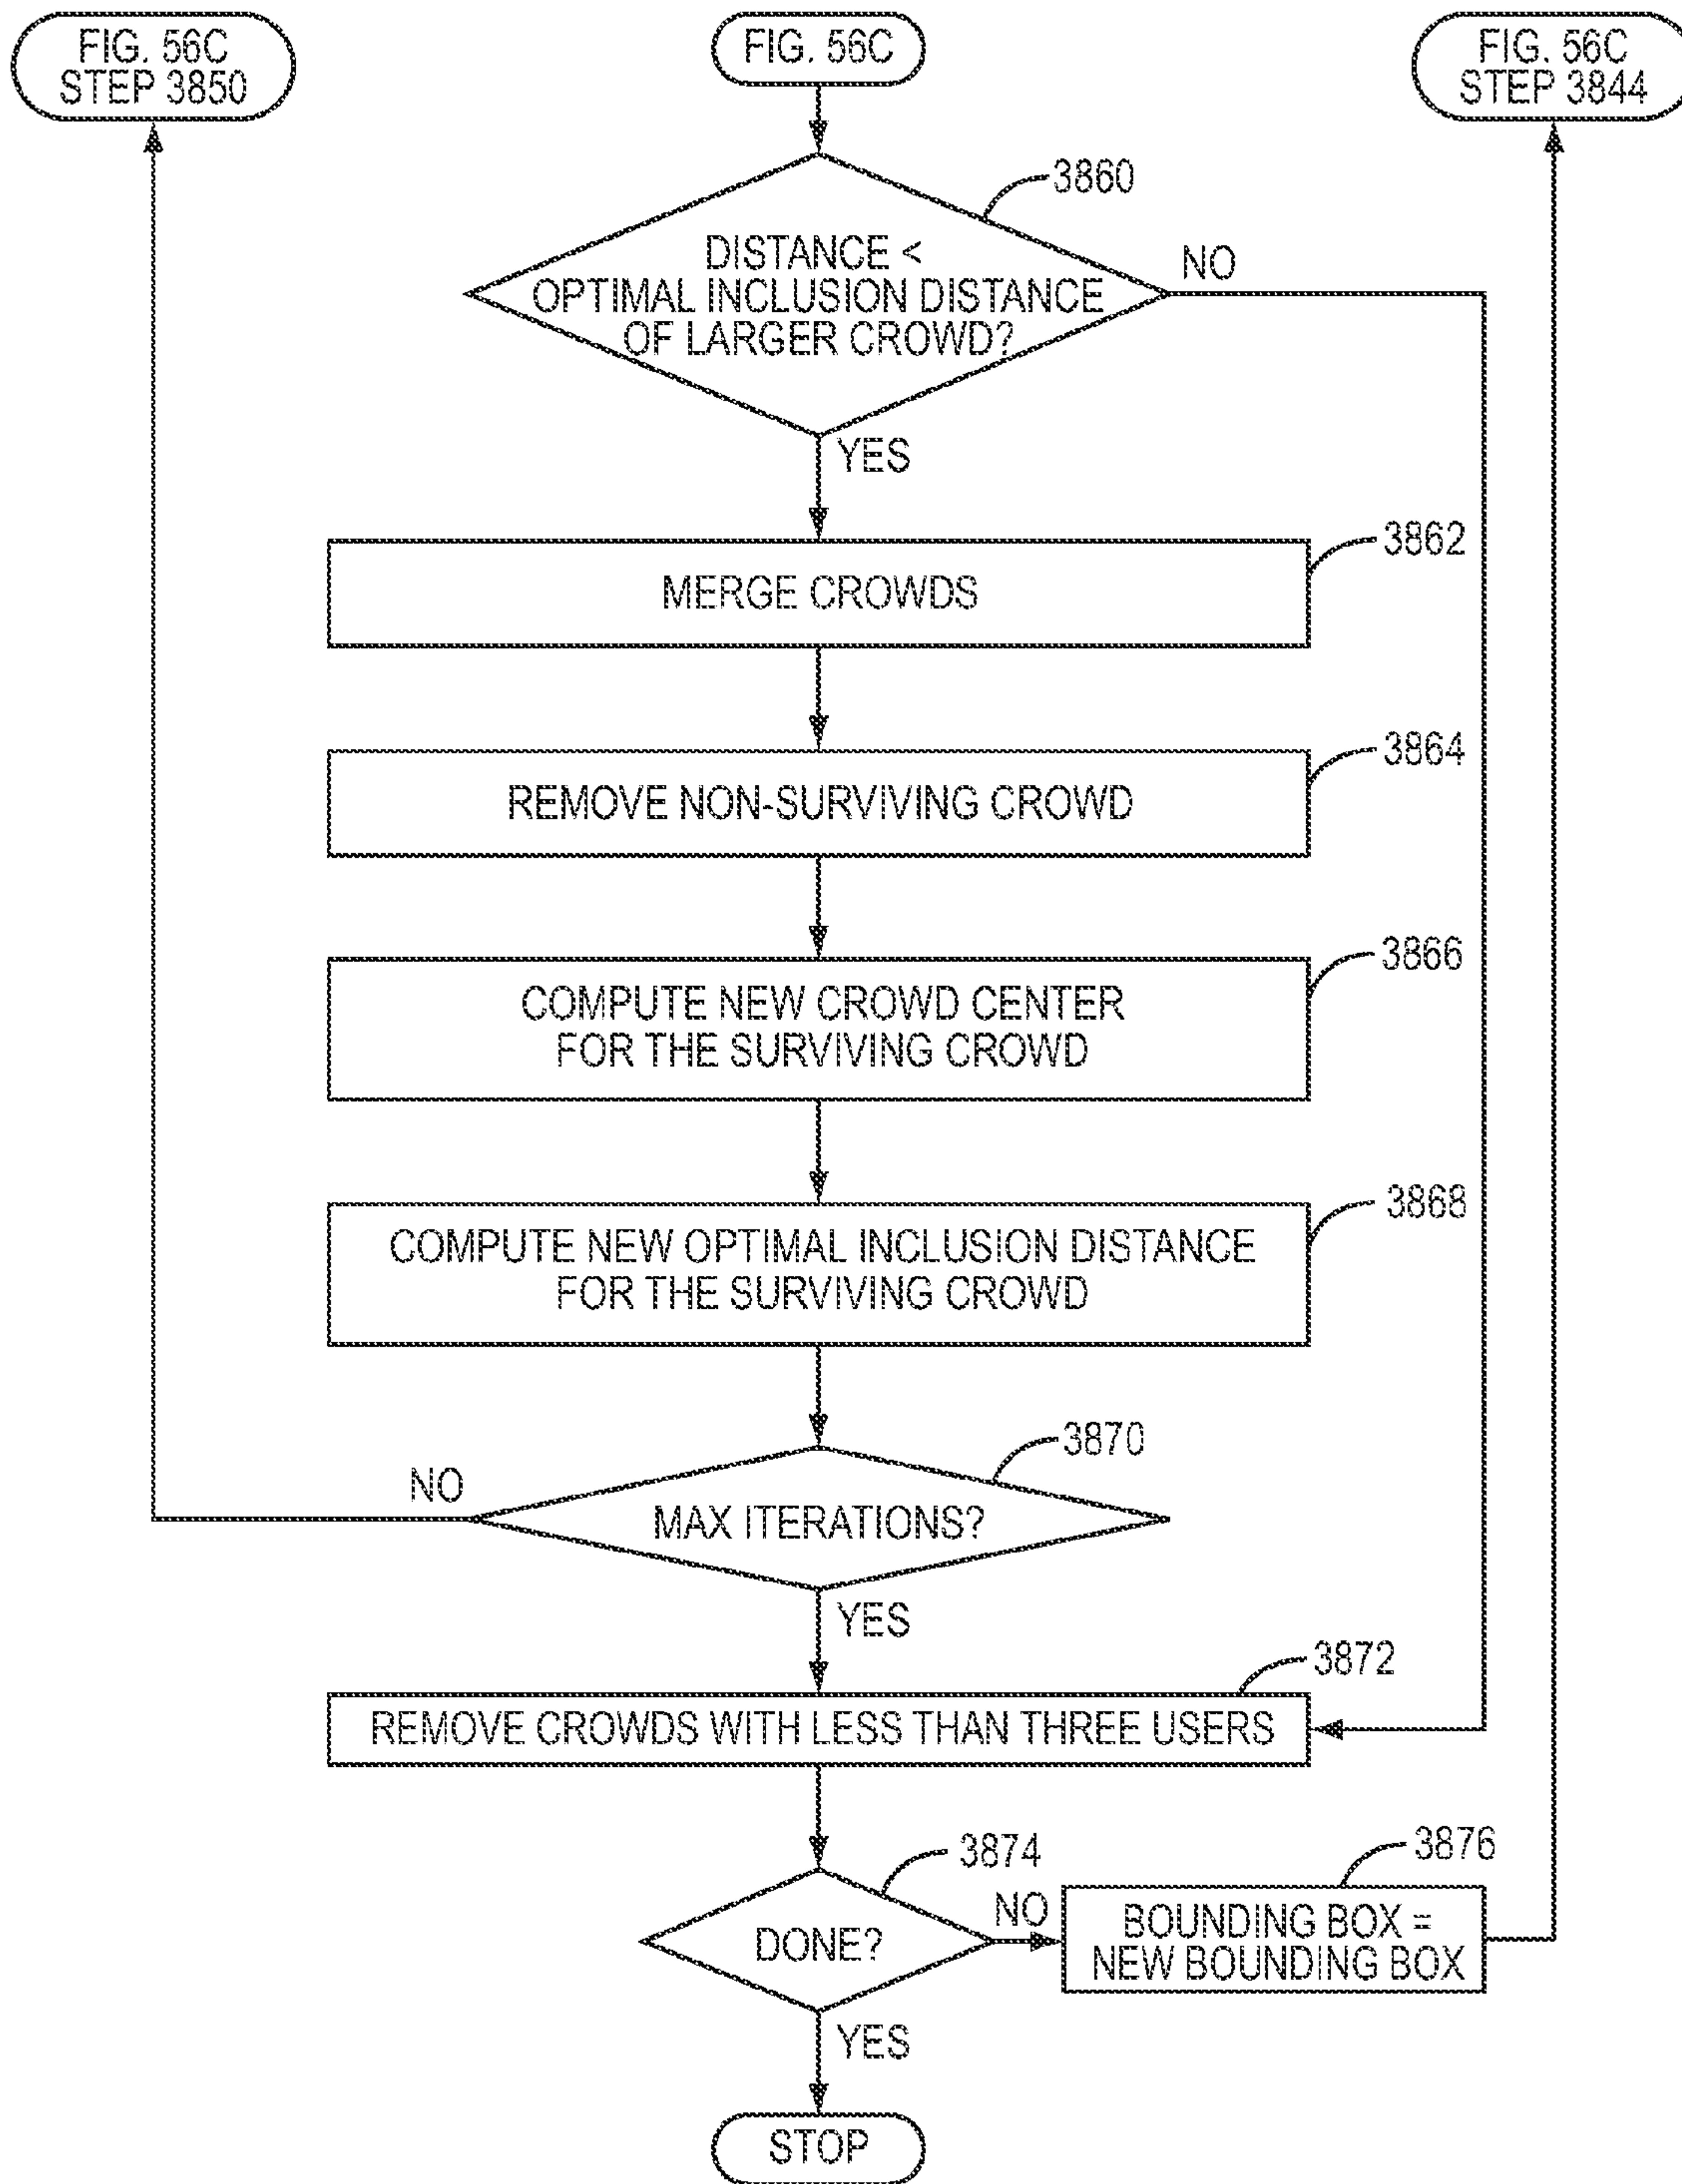 FIG. 56C
STEP 3850
FIG. 56C
FIG. 56C
STEP 3844
3860
DISTANCE <
OPTIMAL INCLUSION DISTANCE
OF LARGER CROWD?
NO
YES
3862
MERGE CROWDS
3864
REMOVE NON-SURVIVING CROWD
3866
COMPUTE NEW CROWD CENTER
FOR THE SURVIVING CROWD
3868
COMPUTE NEW OPTIMAL INCLUSION DISTANCE
FOR THE SURVIVING CROWD
3870
NO
MAX ITERATIONS?
YES
3872
REMOVE CROWDS WITH LESS THAN THREE USERS
3874
DONE?
NO
3876
BOUNDING BOX =
NEW BOUNDING BOX
YES
STOP